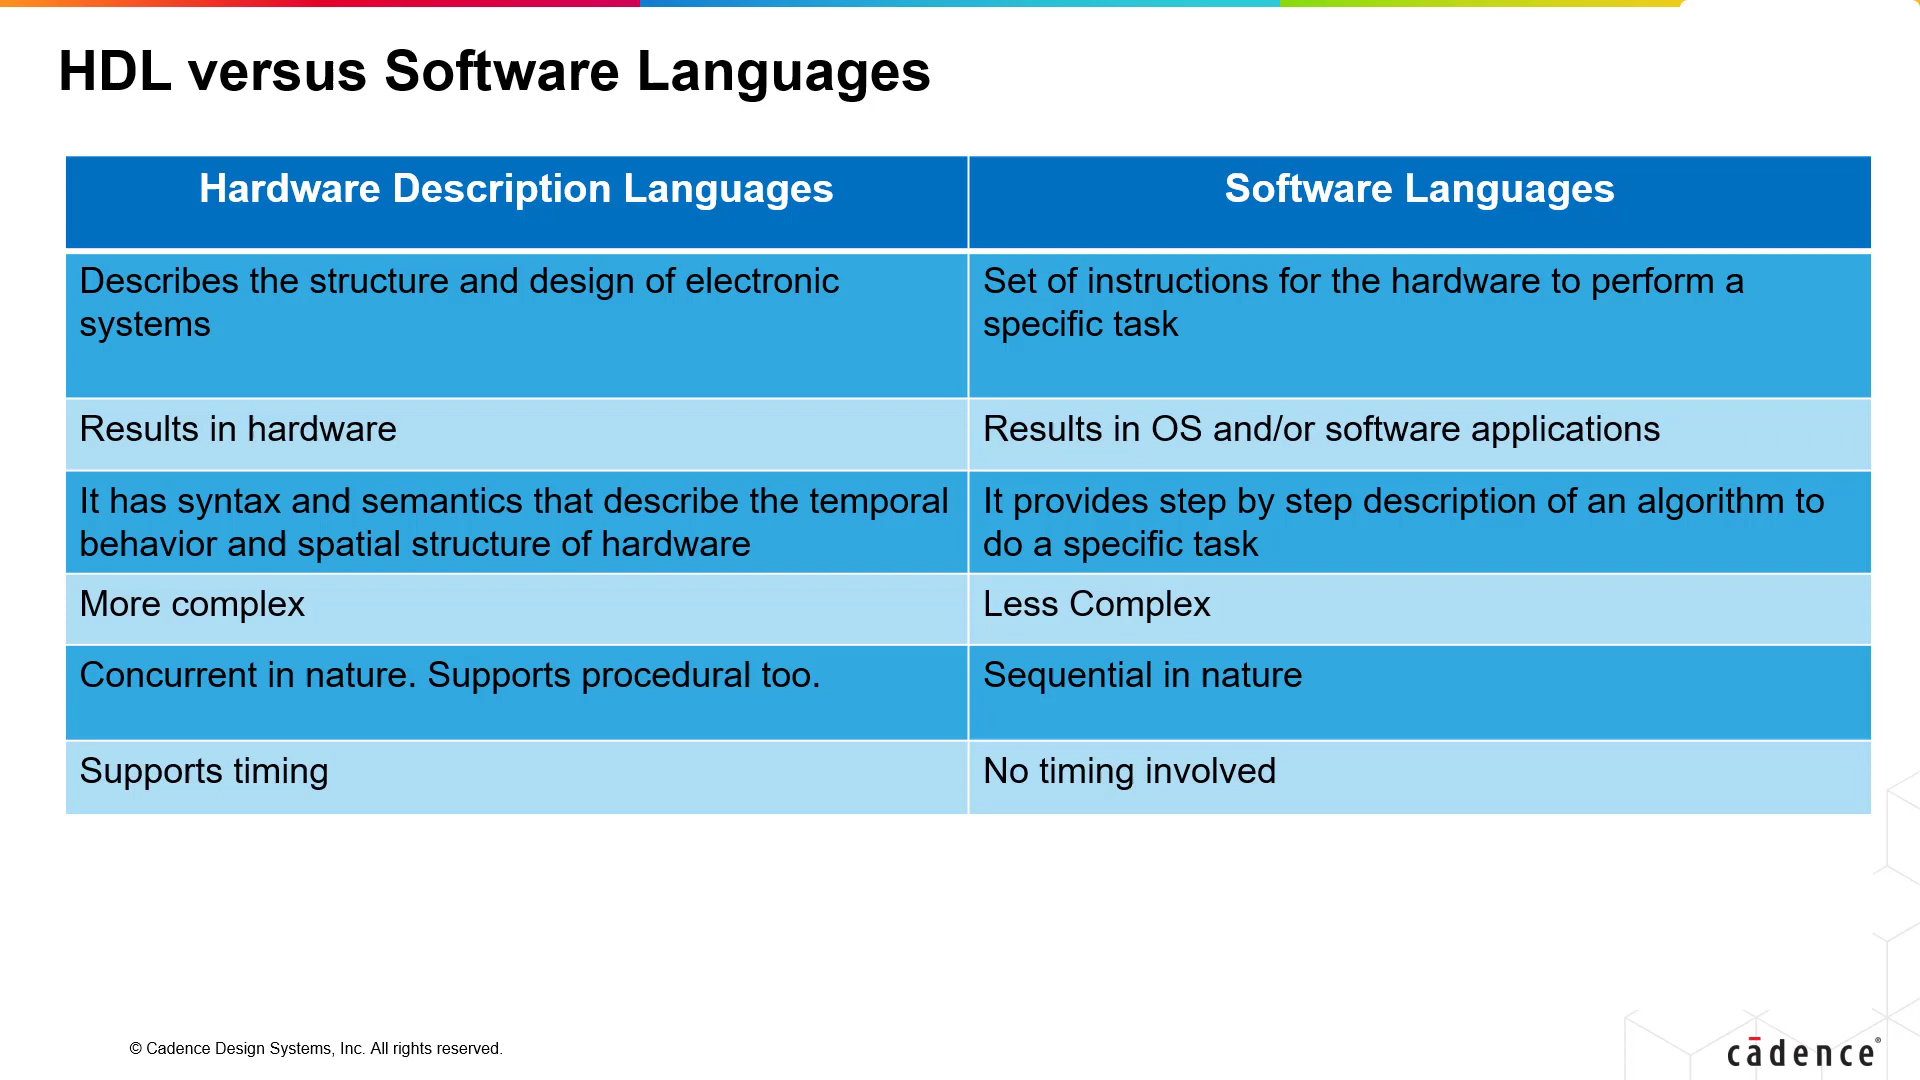 HDL versus Software Languages
Hardware Description Languages
Software Languages
Describes the structure and design of electronic
systems
Set of instructions for the hardware to perform a
specific task
Results in hardware
Results in OS and/or software applications
It has syntax and semantics that describe the temporal
behavior and spatial structure of hardware
It provides step by step description of an algorithm to
do a specific task
More complex
Less Complex
Concurrent in nature. Supports procedural too.
Sequential in nature
Supports timing
No timing involved
© Cadence Design Systems, Inc. All rights reserved.
cādence®